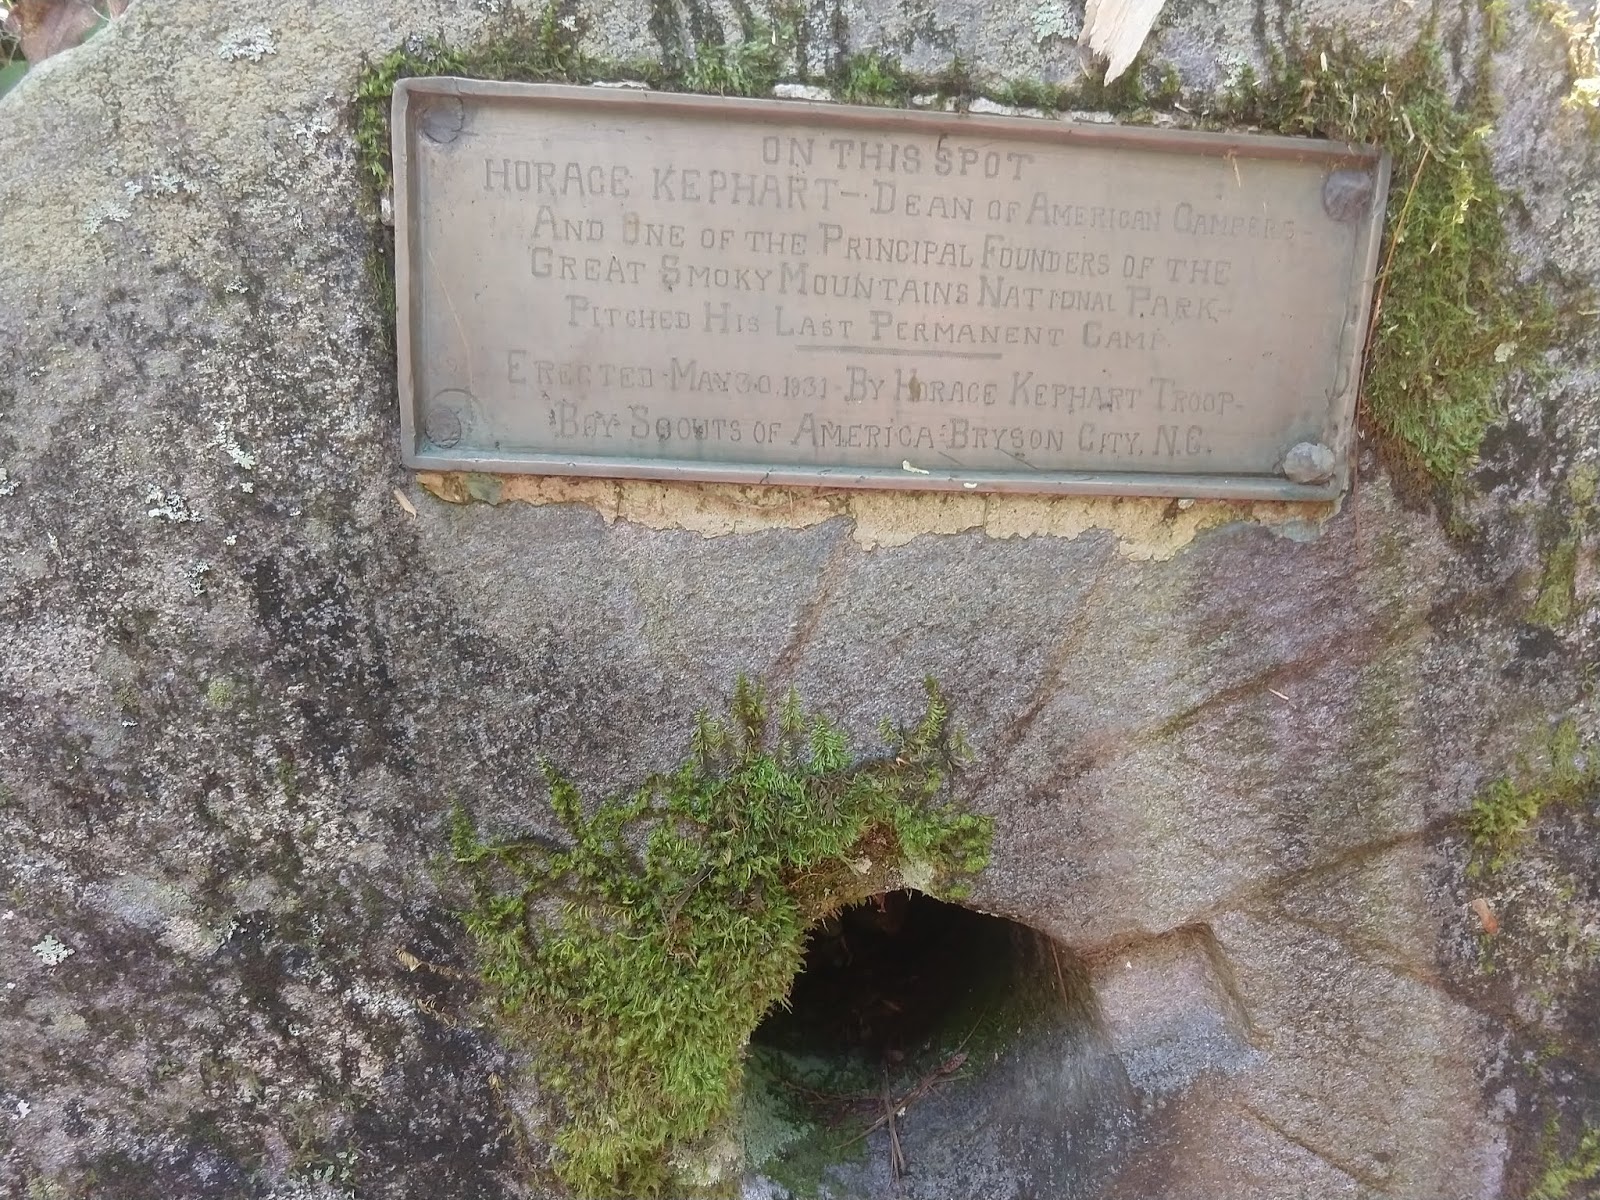 ON THIS SPOT
HORACE KEPHART - DEAN OF AMERICAN CAMPERS -
AND ONE OF THE PRINCIPAL FOUNDERS OF THE
GREAT SMOKY MOUNTAINS NATIONAL PARK -
PITCHED HIS LAST PERMANENT CAMP.
ERECTED · MAY 30, 1931 · BY HORACE KEPHART TROOP -
BOY SCOUTS OF AMERICA · BRYSON CITY, N.C.